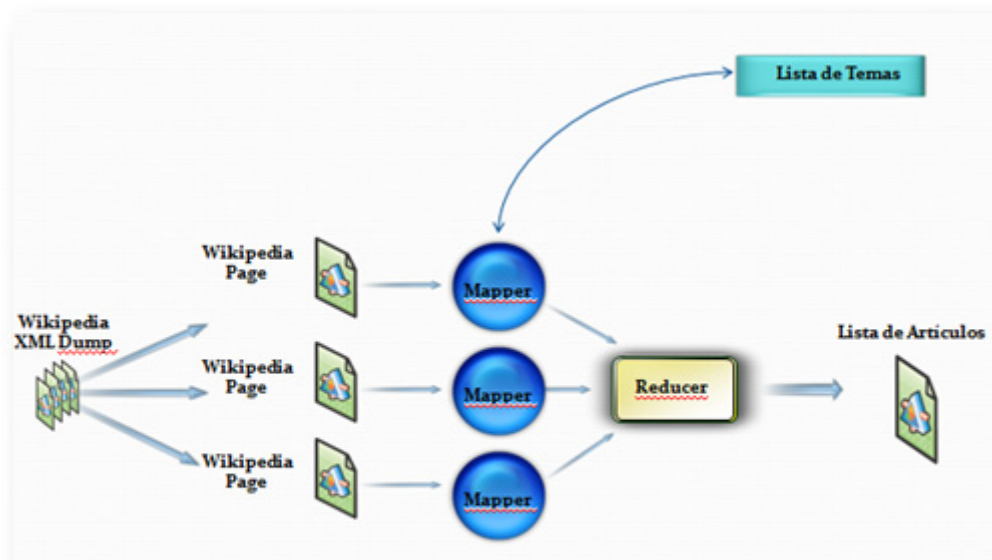 Lista de Temas
Wikipedia
Page
Mapper
Wikipedia
XML Dump
Wikipedia
Page
Mapper
Reducer
Lista de Artículos
Wikipedia
Page
Mapper